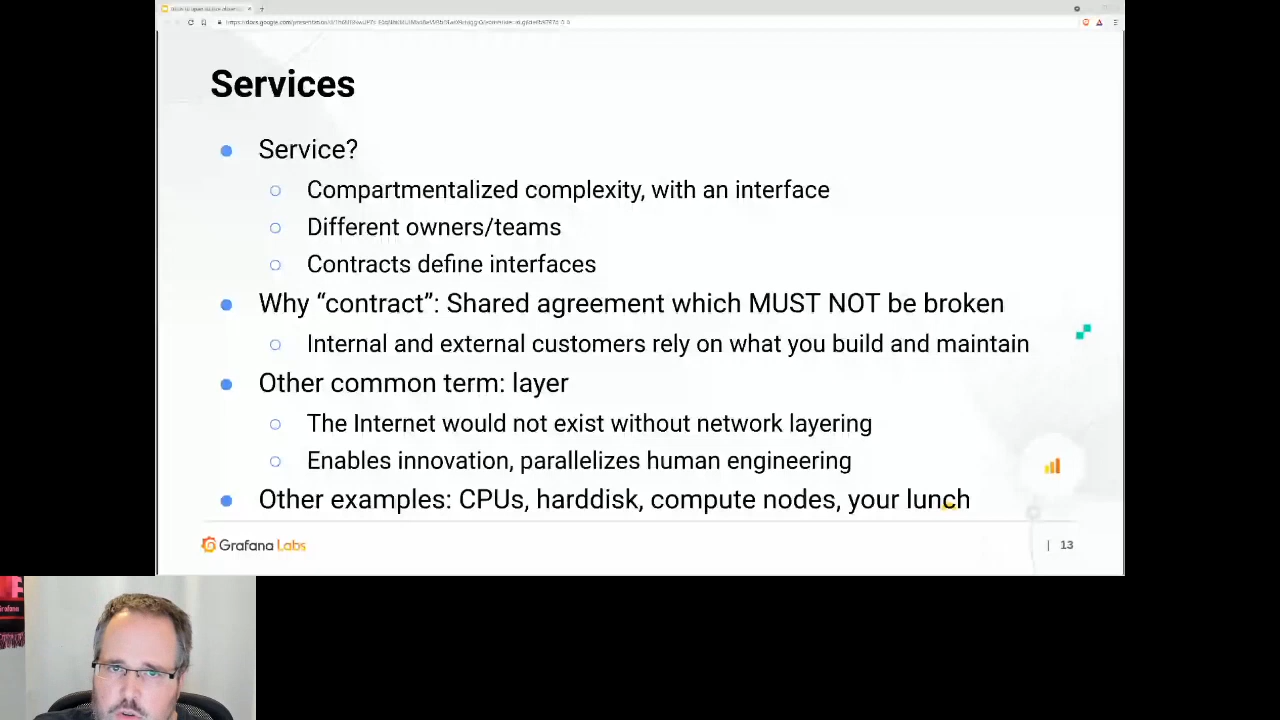 Services
Service?
Compartmentalized complexity, with an interface
Different owners/teams
Contracts define interfaces
Why “contract”: Shared agreement which MUST NOT be broken
Internal and external customers rely on what you build and maintain
Other common term: layer
The Internet would not exist without network layering
Enables innovation, parallelizes human engineering
Other examples: CPUs, harddisk, compute nodes, your lunch
Grafana Labs
| 13